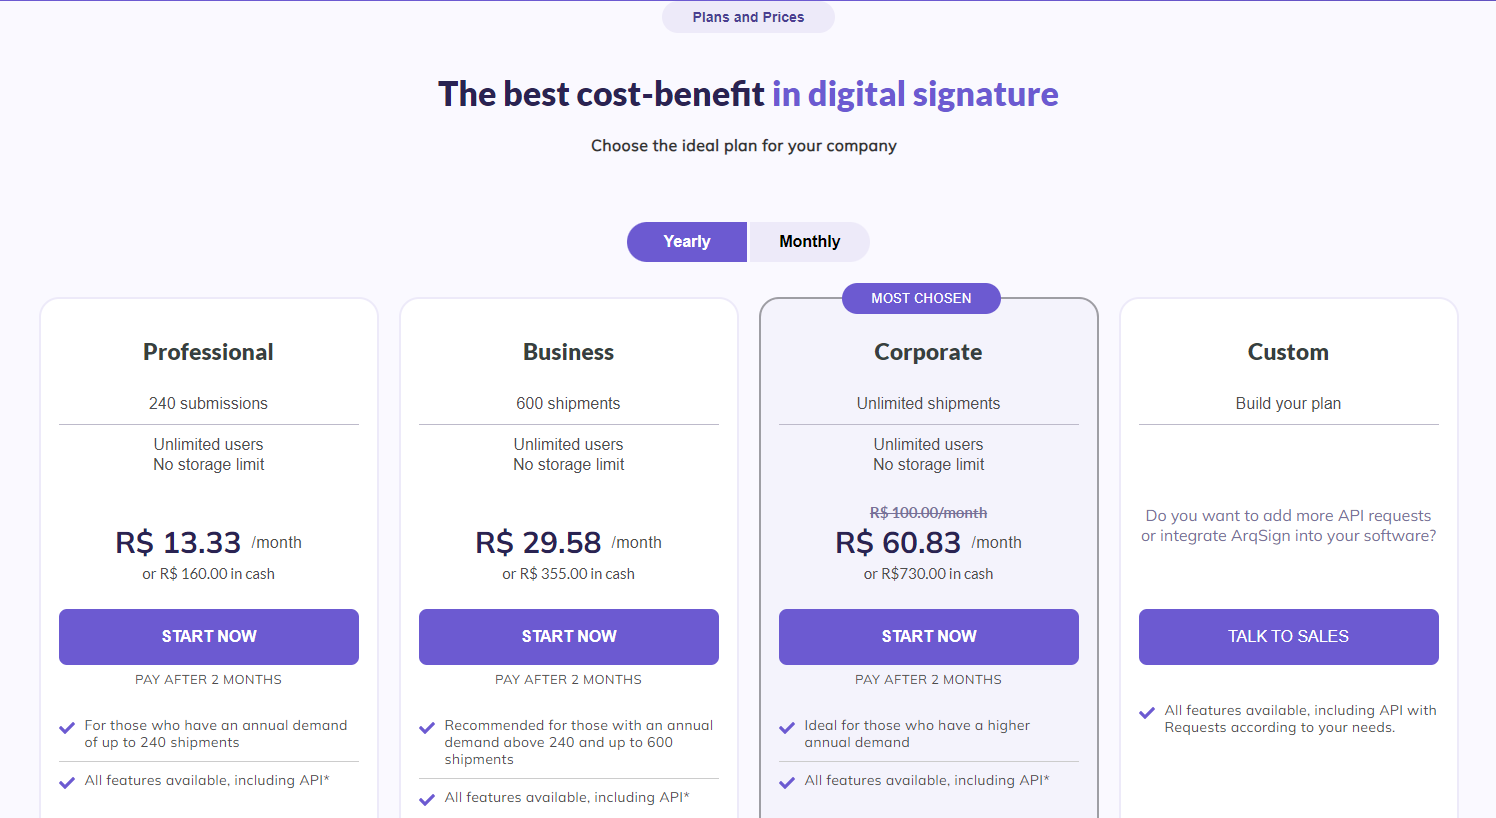 Plans and Prices
The best cost-benefit in digital signature
Choose the ideal plan for your company
Yearly
Monthly
Professional
240 submissions
Unlimited users
No storage limit
R$ 13.33 /month
or R$ 160.00 in cash
START NOW
PAY AFTER 2 MONTHS
For those who have an annual demand
of up to 240 shipments
All features available, including API*
Business
600 shipments
Unlimited users
No storage limit
R$ 29.58 /month
or R$ 355.00 in cash
START NOW
PAY AFTER 2 MONTHS
Recommended for those with an annual
demand above 240 and up to 600
shipments
All features available, including API*
MOST CHOSEN
Corporate
Unlimited shipments
Unlimited users
No storage limit
R$ 100.00/month
R$ 60.83 /month
or R$730.00 in cash
START NOW
PAY AFTER 2 MONTHS
Ideal for those who have a higher
annual demand
All features available, including API*
Custom
Build your plan
Do you want to add more API requests
or integrate ArqSign into your software?
TALK TO SALES
All features available, including API with
Requests according to your needs.